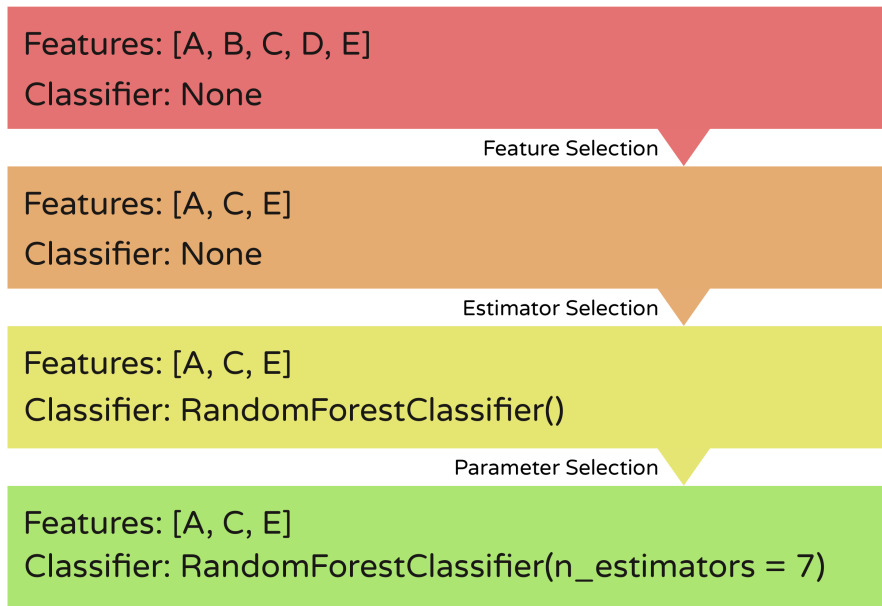 Features: [A, B, C, D, E]
Classifier: None
Feature Selection
Features: [A, C, E]
Classifier: None
Estimator Selection
Features: [A, C, E]
Classifier: RandomForestClassifier()
Parameter Selection
Features: [A, C, E]
Classifier: RandomForestClassifier(n_estimators = 7)